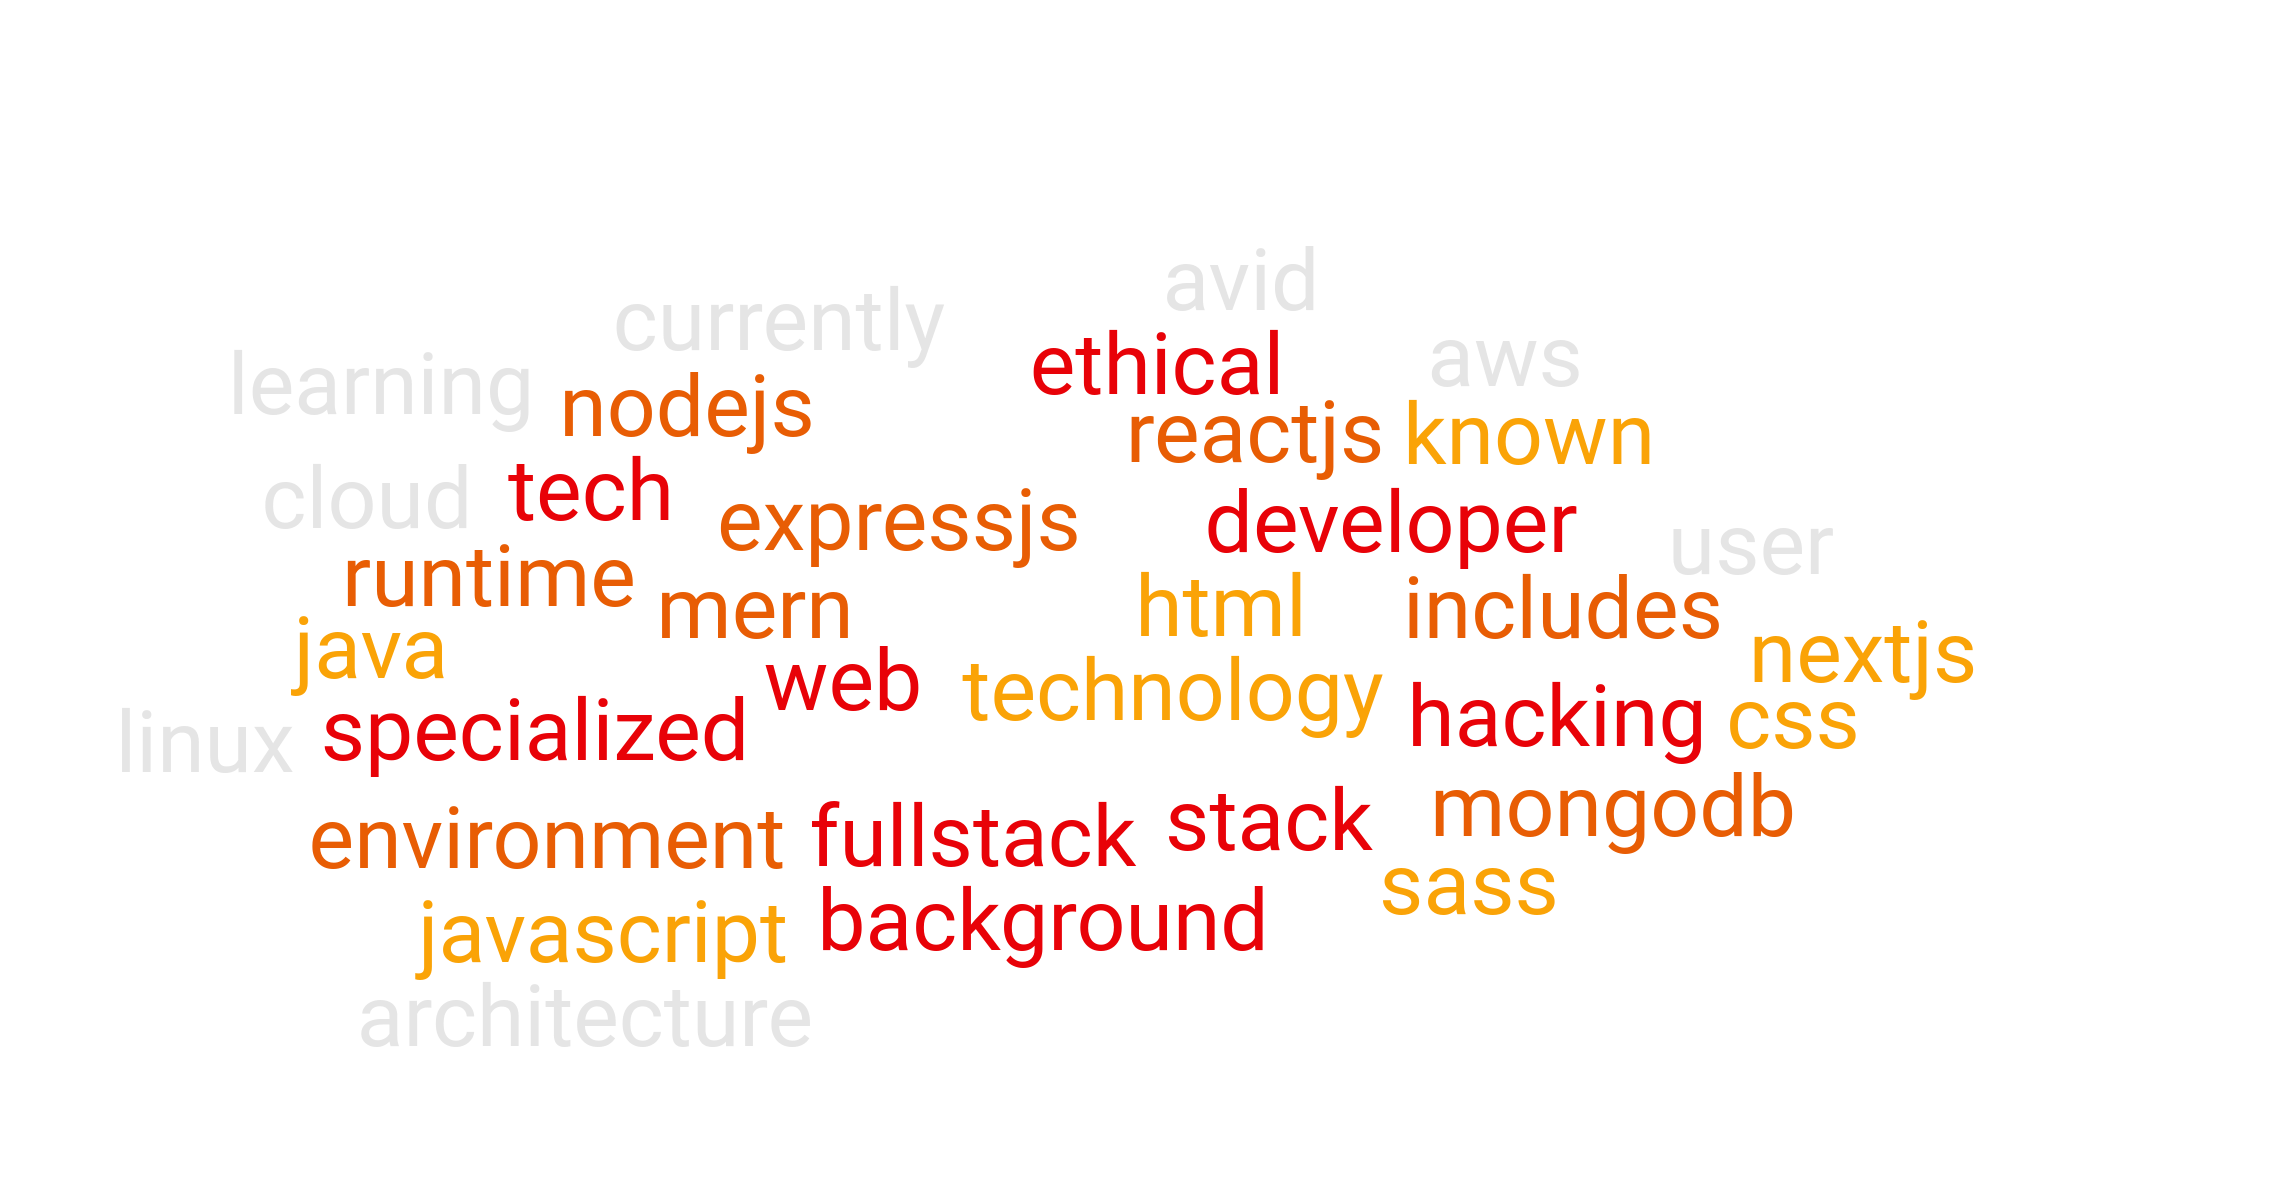 avid
currently
ethical
aws
learning
nodejs
reactjs known
cloud
tech
expressjs
developer
user
runtime
mern
html
includes
java
nextjs
web
technology
hacking
css
linux
specialized
environment
fullstack
stack
mongodb
sass
javascript
background
architecture